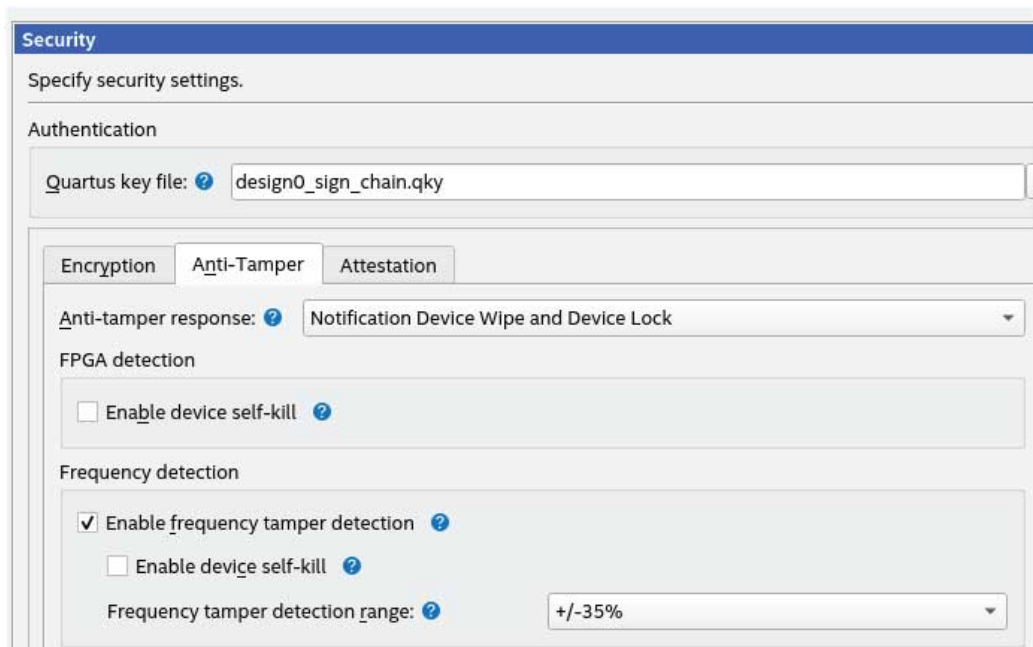 Security
Specify security settings.
Authentication
Quartus key file: design0_sign_chain.qky
Encryption Anti-Tamper Attestation
Anti-tamper response: Notification Device Wipe and Device Lock
FPGA detection
Enable device self-kill
Frequency detection
Enable frequency tamper detection
Enable device self-kill
Frequency tamper detection range: +/-35%